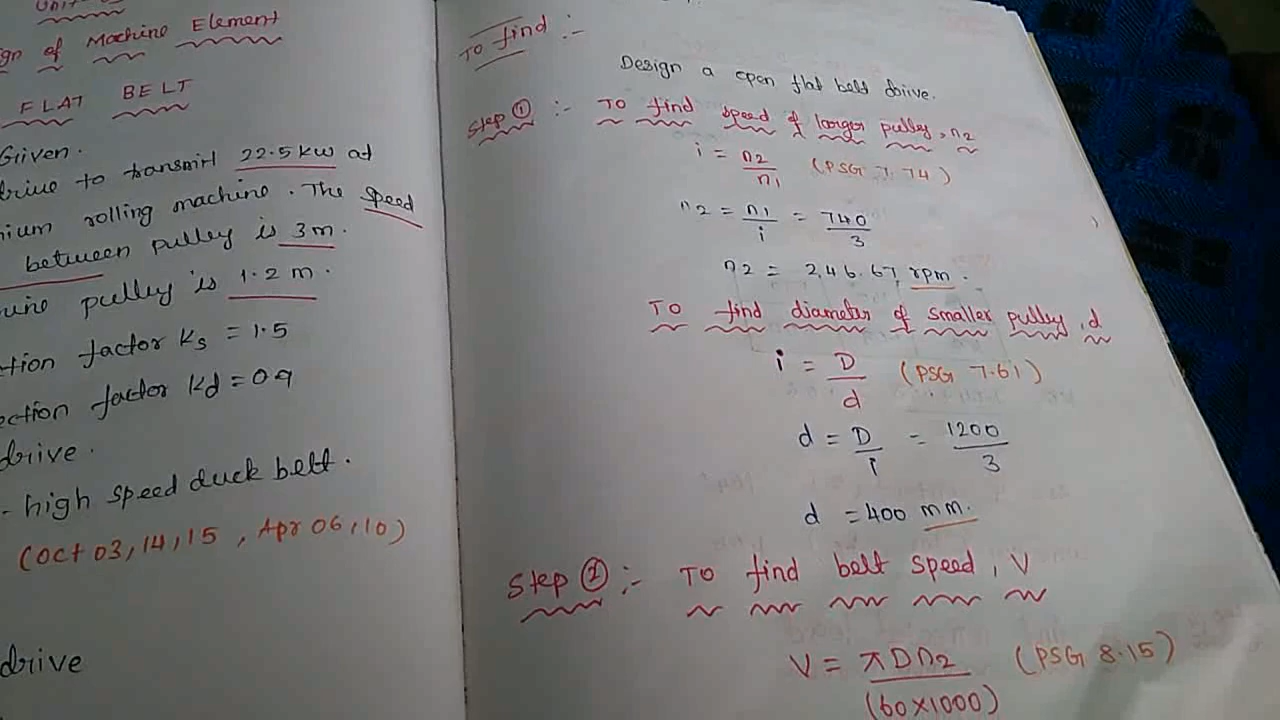 of Machine Element
FLAT BELT
Given.
to transmit 22.5kw at
rolling machine. The speed
between pulley is 3m.
pulley is 1.2 m.
factor Ks = 1.5
factor Kd = 0.9
drive.
- high speed duck belt.
(Oct 03, 14, 15, Apr 06, 10)
drive
To find :-
Design a open flat belt drive.
Step ① :- TO find speed of larger pulley, n2
i = n2/n1 (PSG 7.74)
n2 = n1/i = 740/3
n2 = 246.67 rpm.
TO find diameter of smaller pulley, d
i = D/d (PSG 7.61)
d = D/i = 1200/3
d = 400 mm.
Step ② :- TO find belt speed, V
V = πDn2/(60×1000) (PSG 8.15)